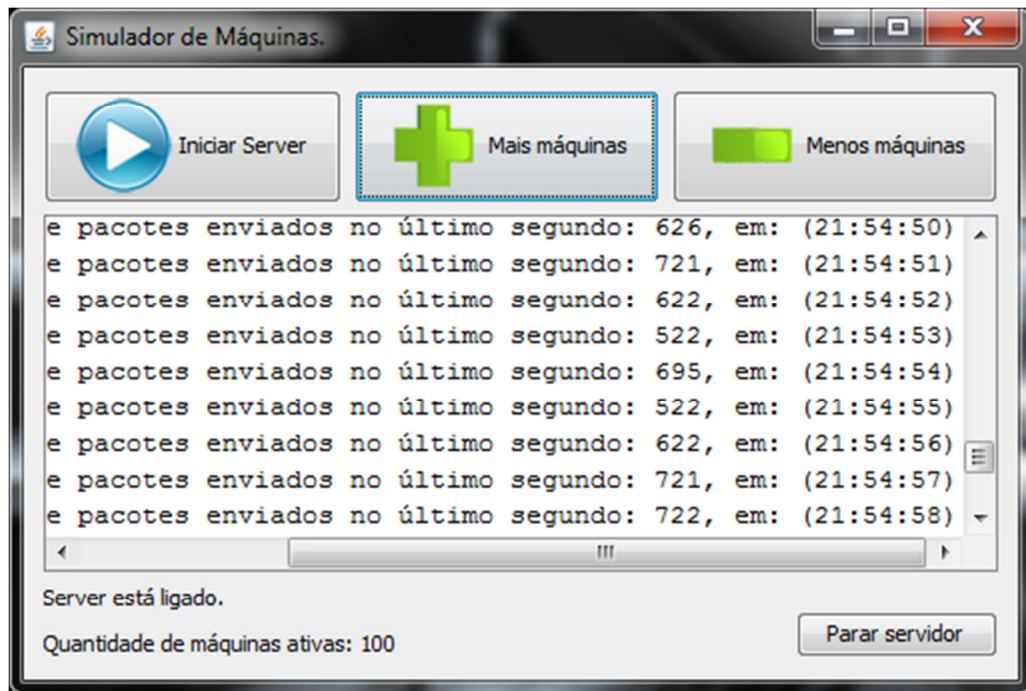 Simulador de Máquinas.
Iniciar Server
Mais máquinas
Menos máquinas
e pacotes enviados no último segundo: 626, em: (21:54:50)
e pacotes enviados no último segundo: 721, em: (21:54:51)
e pacotes enviados no último segundo: 622, em: (21:54:52)
e pacotes enviados no último segundo: 522, em: (21:54:53)
e pacotes enviados no último segundo: 695, em: (21:54:54)
e pacotes enviados no último segundo: 522, em: (21:54:55)
e pacotes enviados no último segundo: 622, em: (21:54:56)
e pacotes enviados no último segundo: 721, em: (21:54:57)
e pacotes enviados no último segundo: 722, em: (21:54:58)
Server está ligado.
Quantidade de máquinas ativas: 100
Parar servidor